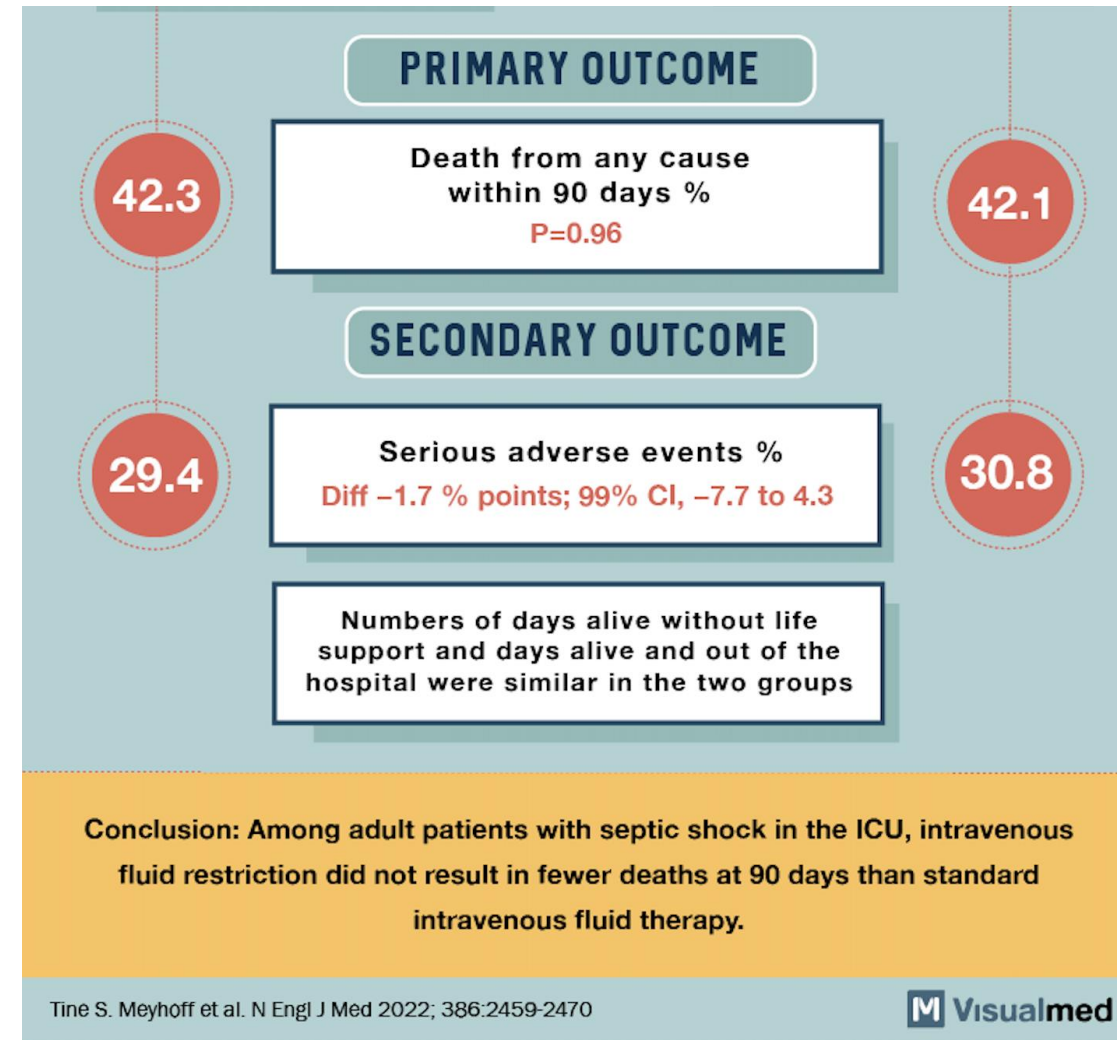 PRIMARY OUTCOME
42.3
Death from any cause
within 90 days %
P=0.96
42.1
SECONDARY OUTCOME
29.4
Serious adverse events %
Diff −1.7 % points; 99% CI, −7.7 to 4.3
30.8
Numbers of days alive without life
support and days alive and out of the
hospital were similar in the two groups
Conclusion: Among adult patients with septic shock in the ICU, intravenous
fluid restriction did not result in fewer deaths at 90 days than standard
intravenous fluid therapy.
Tine S. Meyhoff et al. N Engl J Med 2022; 386:2459-2470
M Visualmed